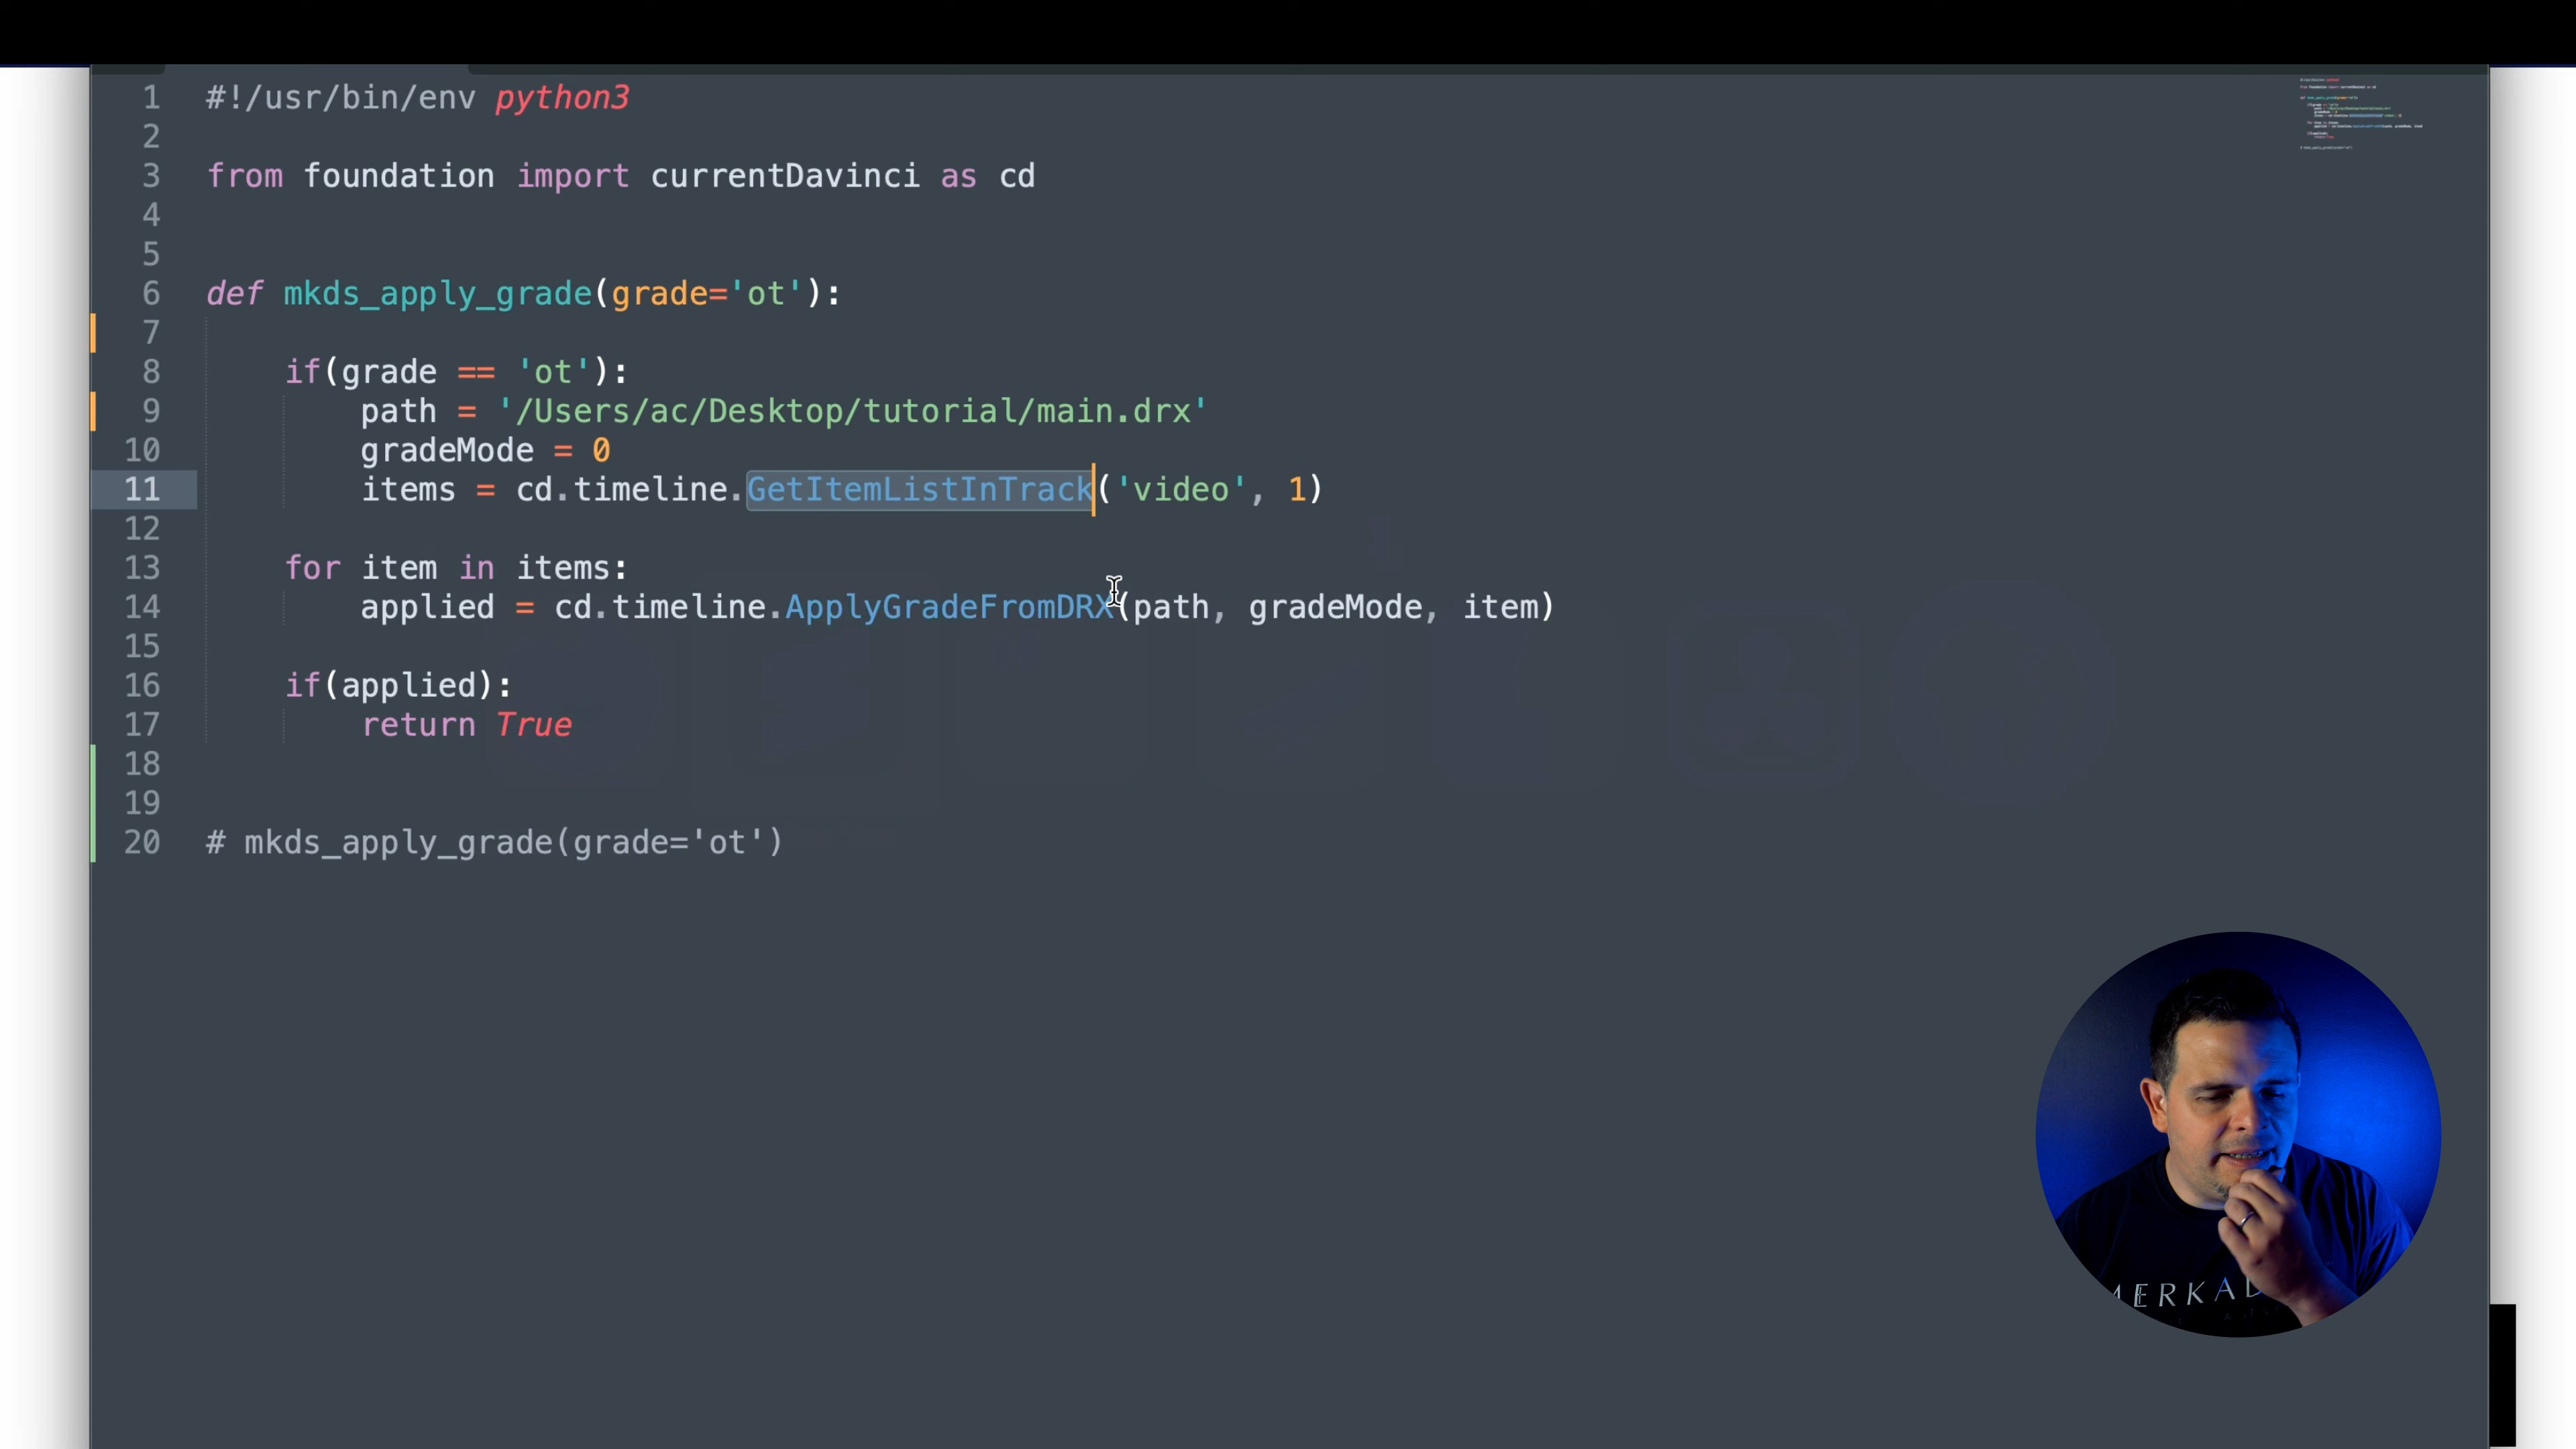 1 #!/usr/bin/env python3
2
3 from foundation import currentDavinci as cd
4
5
6 def mkds_apply_grade(grade='ot'):
7
8 if(grade == 'ot'):
9 path = '/Users/ac/Desktop/tutorial/main.drx'
10 gradeMode = 0
11 items = cd.timeline.GetItemListInTrack('video', 1)
12
13 for item in items:
14 applied = cd.timeline.ApplyGradeFromDRX(path, gradeMode, item)
15
16 if(applied):
17 return True
18
19
20 # mkds_apply_grade(grade='ot')